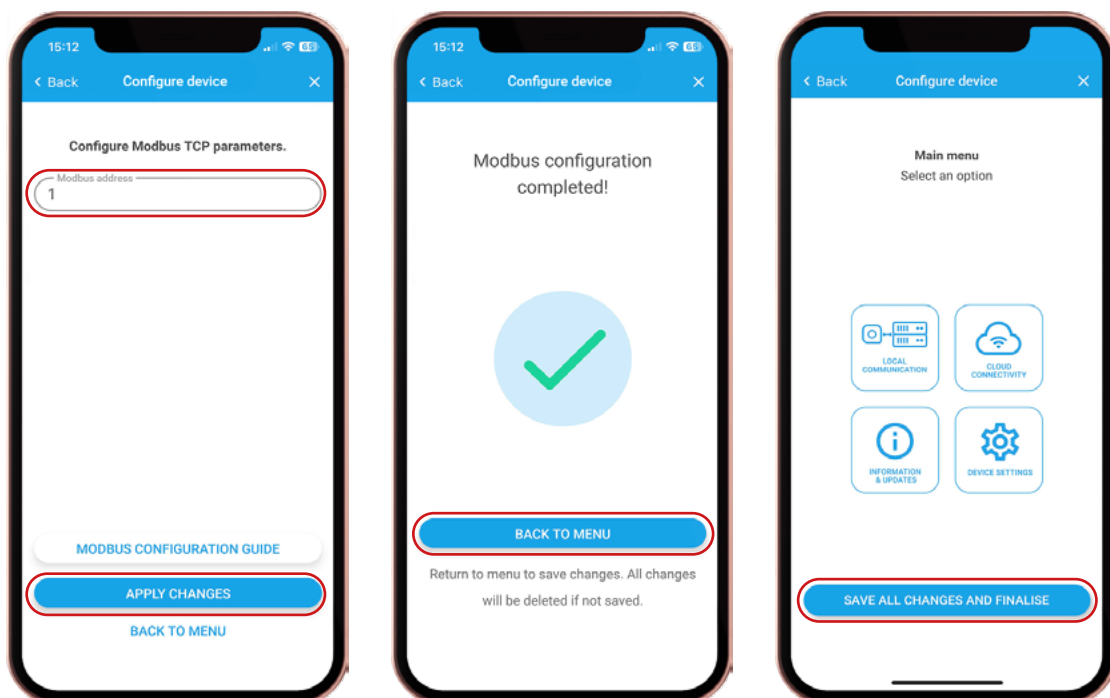 15:12
65
Back
Configure device
Configure Modbus TCP parameters.
Modbus address
1
MODBUS CONFIGURATION GUIDE
APPLY CHANGES
BACK TO MENU
15:12
65
Back
Configure device
Modbus configuration
completed!
BACK TO MENU
Return to menu to save changes. All changes
will be deleted if not saved.
Back
Configure device
Main menu
Select an option
LOCAL
COMMUNICATION
CLOUD
CONNECTIVITY
INFORMATION
& UPDATES
DEVICE SETTINGS
SAVE ALL CHANGES AND FINALISE